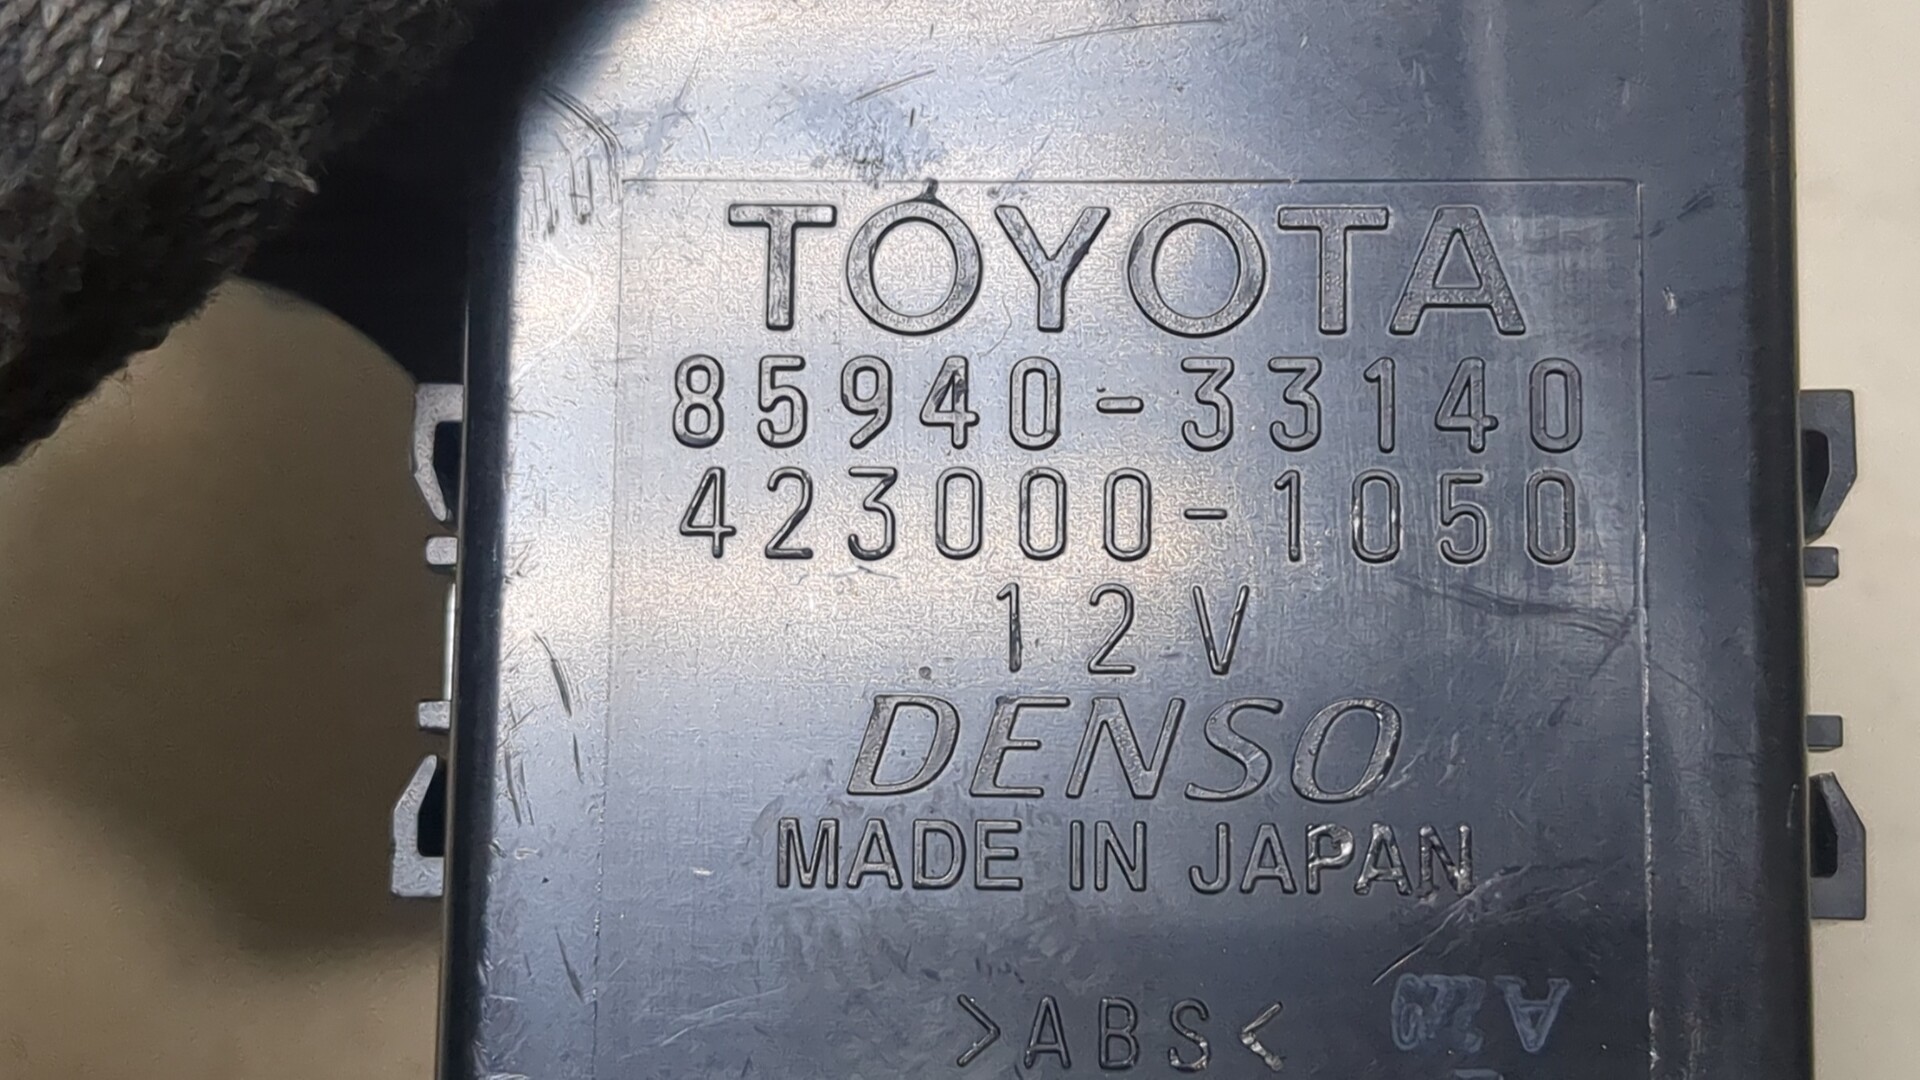 TOYOTA
85940-33140
423000-1050
12V
DENSO
MADE IN JAPAN
>ABS<